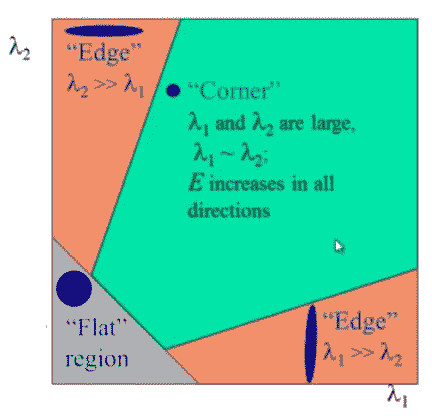 λ₂
“Edge”
λ₂ >> λ₁
“Corner”
λ₁ and λ₂ are large,
λ₁ ~ λ₂;
E increases in all
directions
“Edge”
λ₁ >> λ₂
“Flat”
region
λ₁